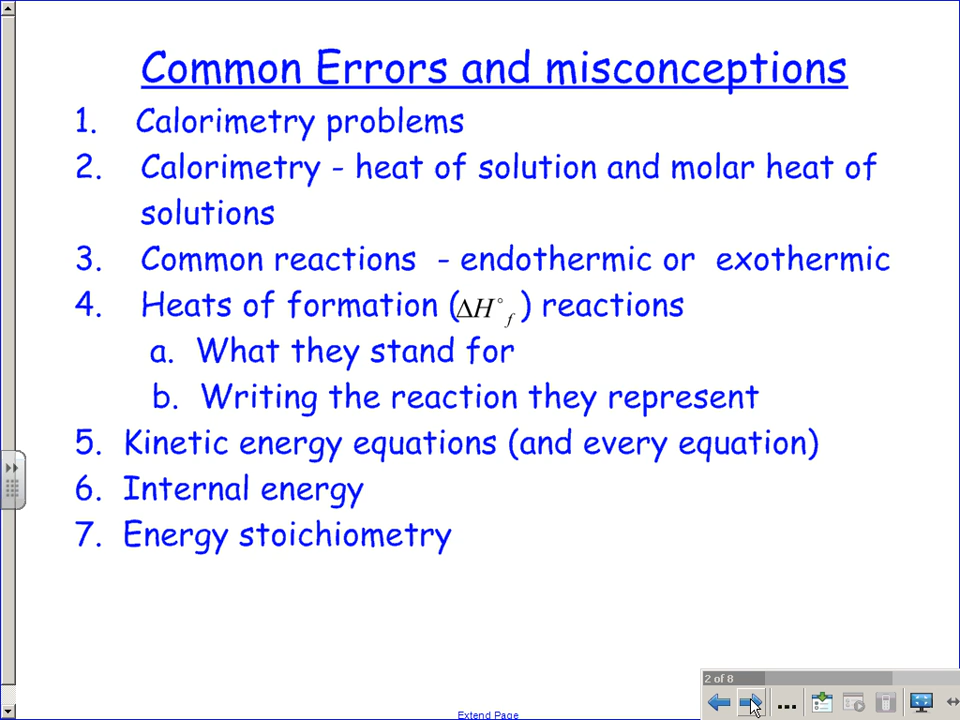 Common Errors and misconceptions
1. Calorimetry problems
2. Calorimetry - heat of solution and molar heat of
solutions
3. Common reactions - endothermic or exothermic
4. Heats of formation (ΔH°f) reactions
a. What they stand for
b. Writing the reaction they represent
5. Kinetic energy equations (and every equation)
6. Internal energy
7. Energy stoichiometry
2 of 8
Extend Page